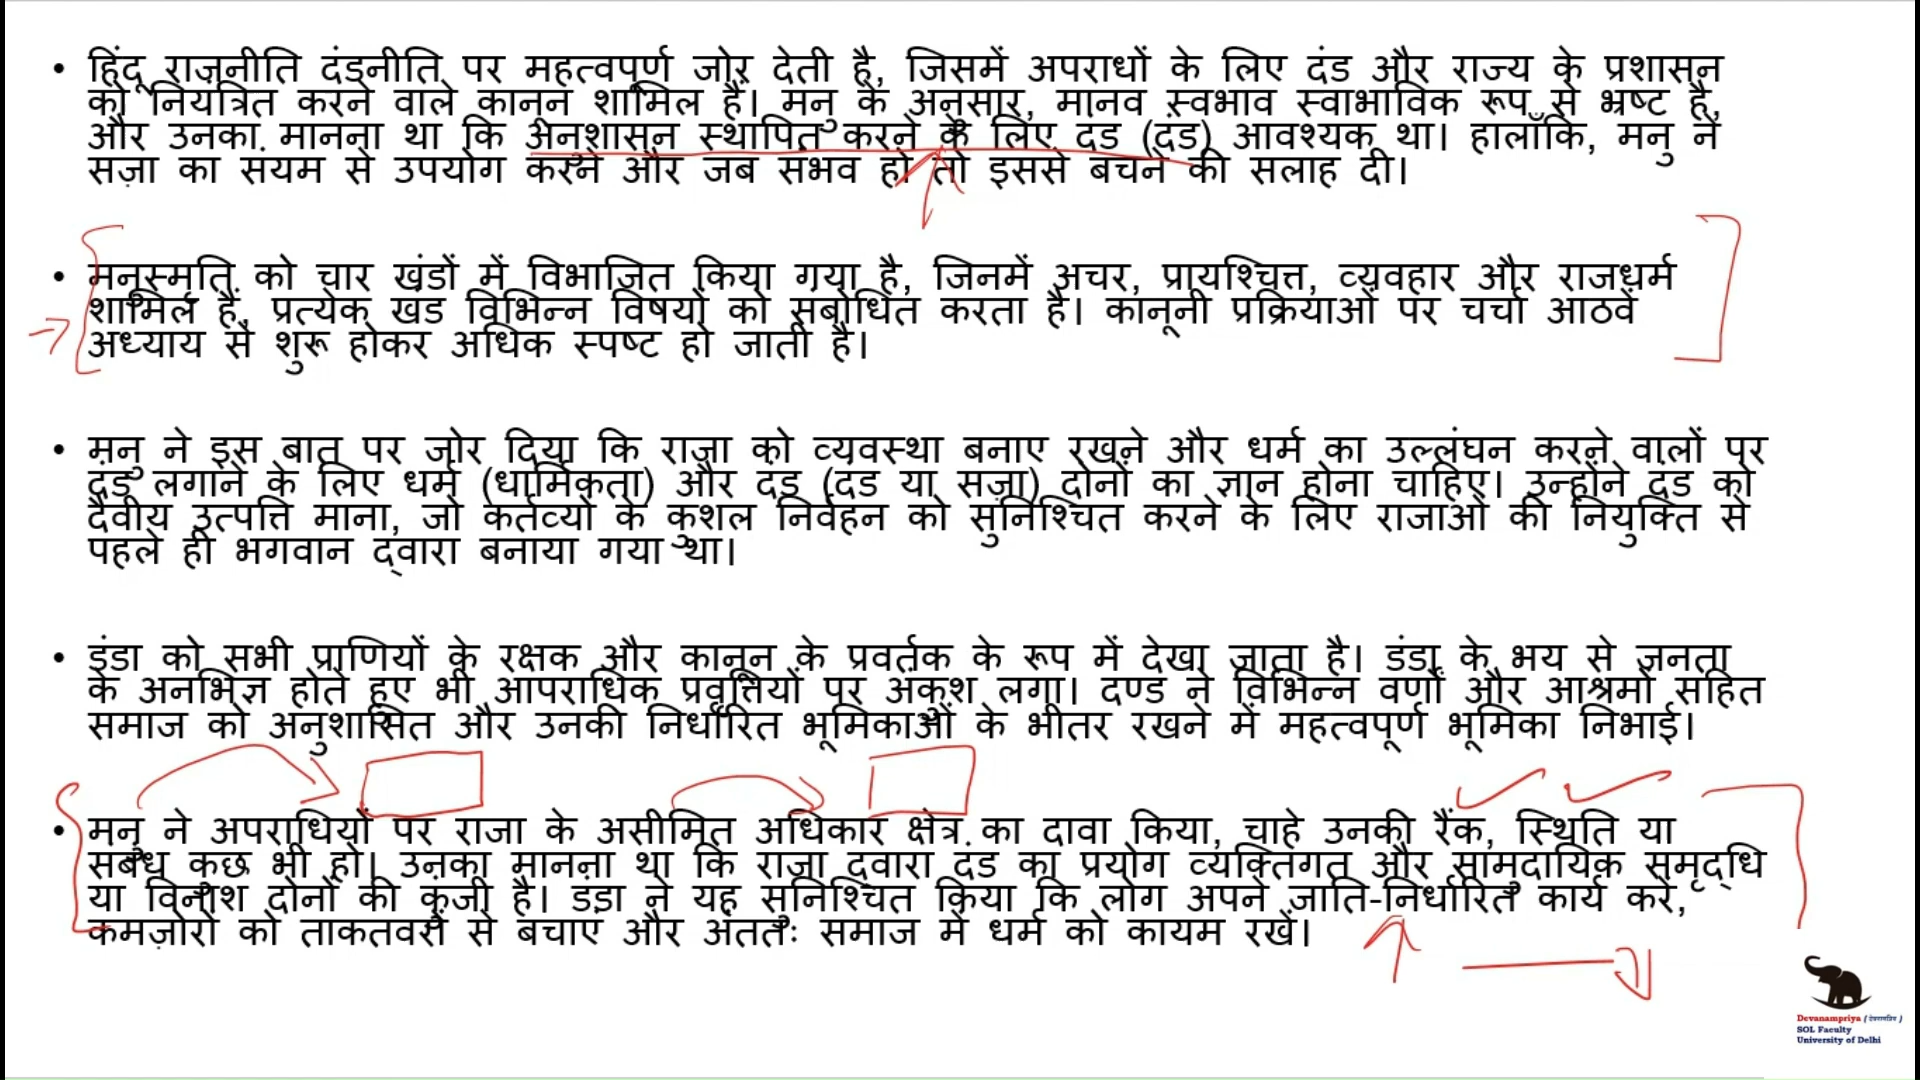 • हिंदू राजनीति दंडनीति पर महत्वपूर्ण जोर देती है, जिसमें अपराधों के लिए दंड और राज्य के प्रशासन
को नियंत्रित करने वाले कानून शामिल हैं। मनु के अनुसार, मानव स्वभाव स्वाभाविक रूप से भ्रष्ट है,
और उनका मानना था कि अनुशासन स्थापित करने के लिए दंड (दंड) आवश्यक था। हालाँकि, मनु ने
सज़ा का संयम से उपयोग करने और जब संभव हो तो इससे बचने की सलाह दी।
• मनुस्मृति को चार खंडों में विभाजित किया गया है, जिनमें अचर, प्रायश्चित्त, व्यवहार और राजधर्म
शामिल हैं, प्रत्येक खंड विभिन्न विषयों को संबोधित करता है। कानूनी प्रक्रियाओं पर चर्चा आठवें
अध्याय से शुरू होकर अधिक स्पष्ट हो जाती है।
• मनु ने इस बात पर जोर दिया कि राजा को व्यवस्था बनाए रखने और धर्म का उल्लंघन करने वालों पर
दंड लगाने के लिए धर्म (धार्मिकता) और दंड (दंड या सज़ा) दोनों का ज्ञान होना चाहिए। उन्होंने दंड को
दैवीय उत्पत्ति माना, जो कर्तव्यों के कुशल निर्वहन को सुनिश्चित करने के लिए राजाओं की नियुक्ति से
पहले ही भगवान द्वारा बनाया गया था।
• डंडा को सभी प्राणियों के रक्षक और कानून के प्रवर्तक के रूप में देखा जाता है। डंडा के भय से जनता
के अनभिज्ञ होते हुए भी आपराधिक प्रवृत्तियों पर अंकुश लगा। दण्ड ने विभिन्न वर्णों और आश्रमों सहित
समाज को अनुशासित और उनकी निर्धारित भूमिकाओं के भीतर रखने में महत्वपूर्ण भूमिका निभाई।
• मनु ने अपराधियों पर राजा के असीमित अधिकार क्षेत्र का दावा किया, चाहे उनकी रैंक, स्थिति या
संबंध कुछ भी हो। उनका मानना था कि राजा द्वारा दंड का प्रयोग व्यक्तिगत और सामुदायिक समृद्धि
या विनाश दोनों की कुंजी है। डंडा ने यह सुनिश्चित किया कि लोग अपने जाति-निर्धारित कार्य करें,
कमज़ोरों को ताकतवरों से बचाएं और अंततः समाज में धर्म को कायम रखें।
Devanampriya ( देवानामप्रिय )
SOL Faculty
University of Delhi